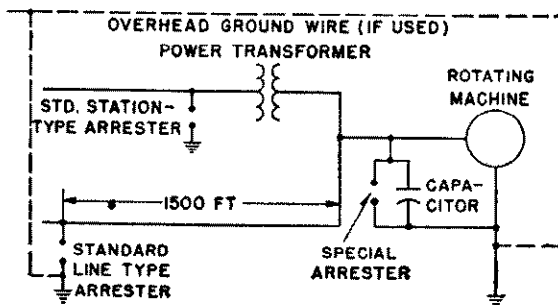 OVERHEAD GROUND WIRE (IF USED)
POWER TRANSFORMER
ROTATING
MACHINE
STD. STATION-
TYPE ARRESTER
1500 FT
CAPA-
CITOR
SPECIAL
ARRESTER
STANDARD
LINE TYPE
ARRESTER